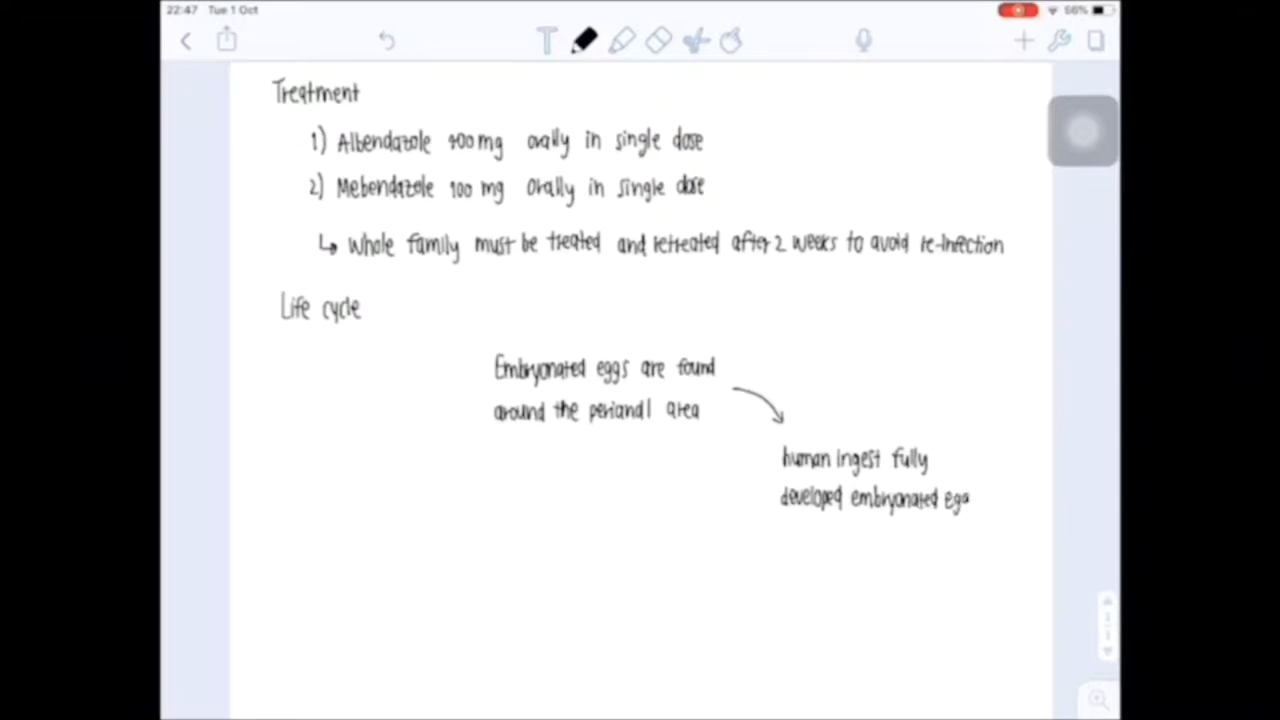 22:47 Tue 1 Oct
56%
Treatment
1) Albendazole 400 mg orally in single dose
2) Mebendazole 100 mg orally in single dose
↳ Whole family must be treated and retreated after 2 weeks to avoid re-infection
Life cycle
Embryonated eggs are found
around the perianal area
human ingest fully
developed embryonated egg